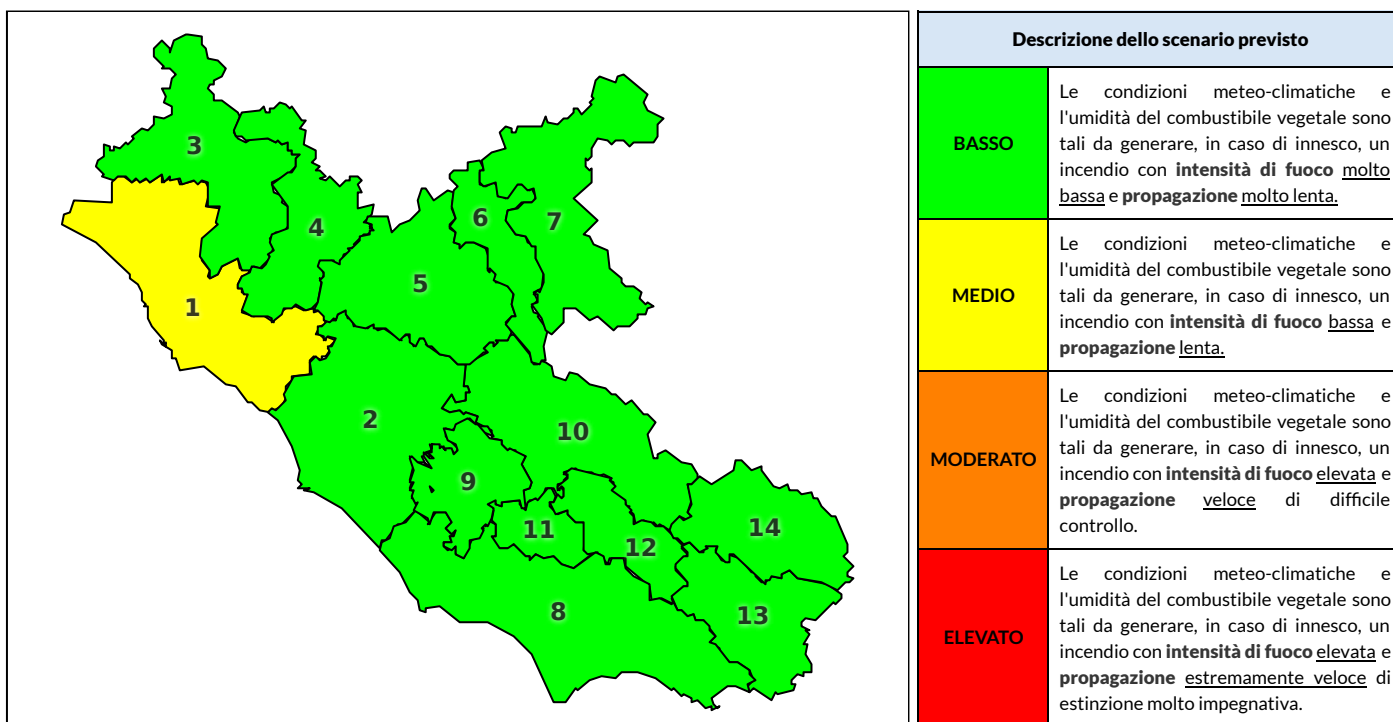 3
4
6
7
5
1
2
10
9
11
12
14
8
13
Descrizione dello scenario previsto
BASSO
Le condizioni meteo-climatiche e
l'umidità del combustibile vegetale sono
tali da generare, in caso di innesco, un
incendio con intensità di fuoco molto
bassa e propagazione molto lenta.
MEDIO
Le condizioni meteo-climatiche e
l'umidità del combustibile vegetale sono
tali da generare, in caso di innesco, un
incendio con intensità di fuoco bassa e
propagazione lenta.
MODERATO
Le condizioni meteo-climatiche e
l'umidità del combustibile vegetale sono
tali da generare, in caso di innesco, un
incendio con intensità di fuoco elevata e
propagazione veloce di difficile
controllo.
ELEVATO
Le condizioni meteo-climatiche e
l'umidità del combustibile vegetale sono
tali da generare, in caso di innesco, un
incendio con intensità di fuoco elevata e
propagazione estremamente veloce di
estinzione molto impegnativa.